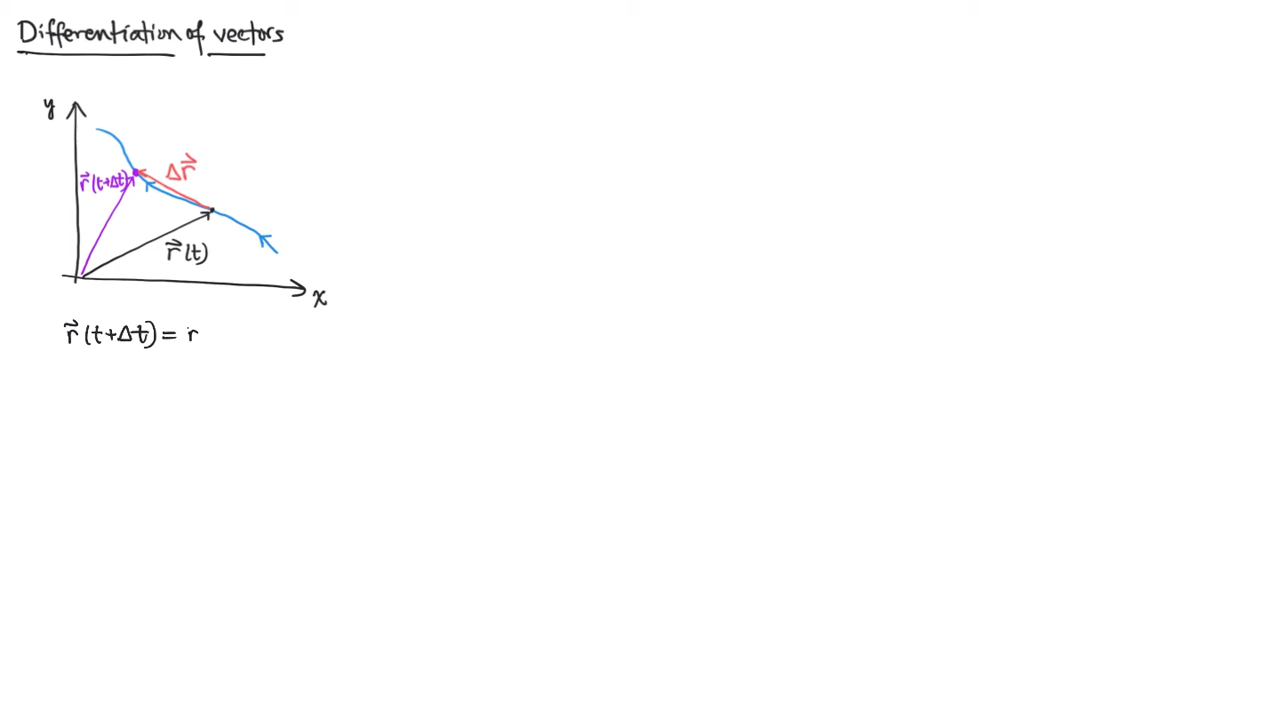 Differentiation of vectors
y
r⃗(t+Δt)
Δr⃗
r⃗(t)
x
r⃗(t+Δt) = r